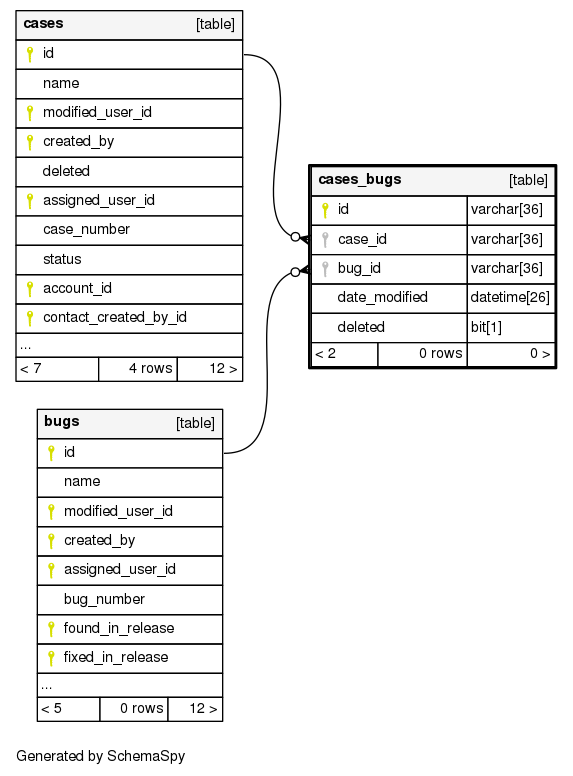 cases [table]
id
name
modified_user_id
created_by
deleted
assigned_user_id
case_number
status
account_id
contact_created_by_id
...
< 7 4 rows 12 >
cases_bugs [table]
id varchar[36]
case_id varchar[36]
bug_id varchar[36]
date_modified datetime[26]
deleted bit[1]
< 2 0 rows 0 >
bugs [table]
id
name
modified_user_id
created_by
assigned_user_id
bug_number
found_in_release
fixed_in_release
...
< 5 0 rows 12 >
Generated by SchemaSpy